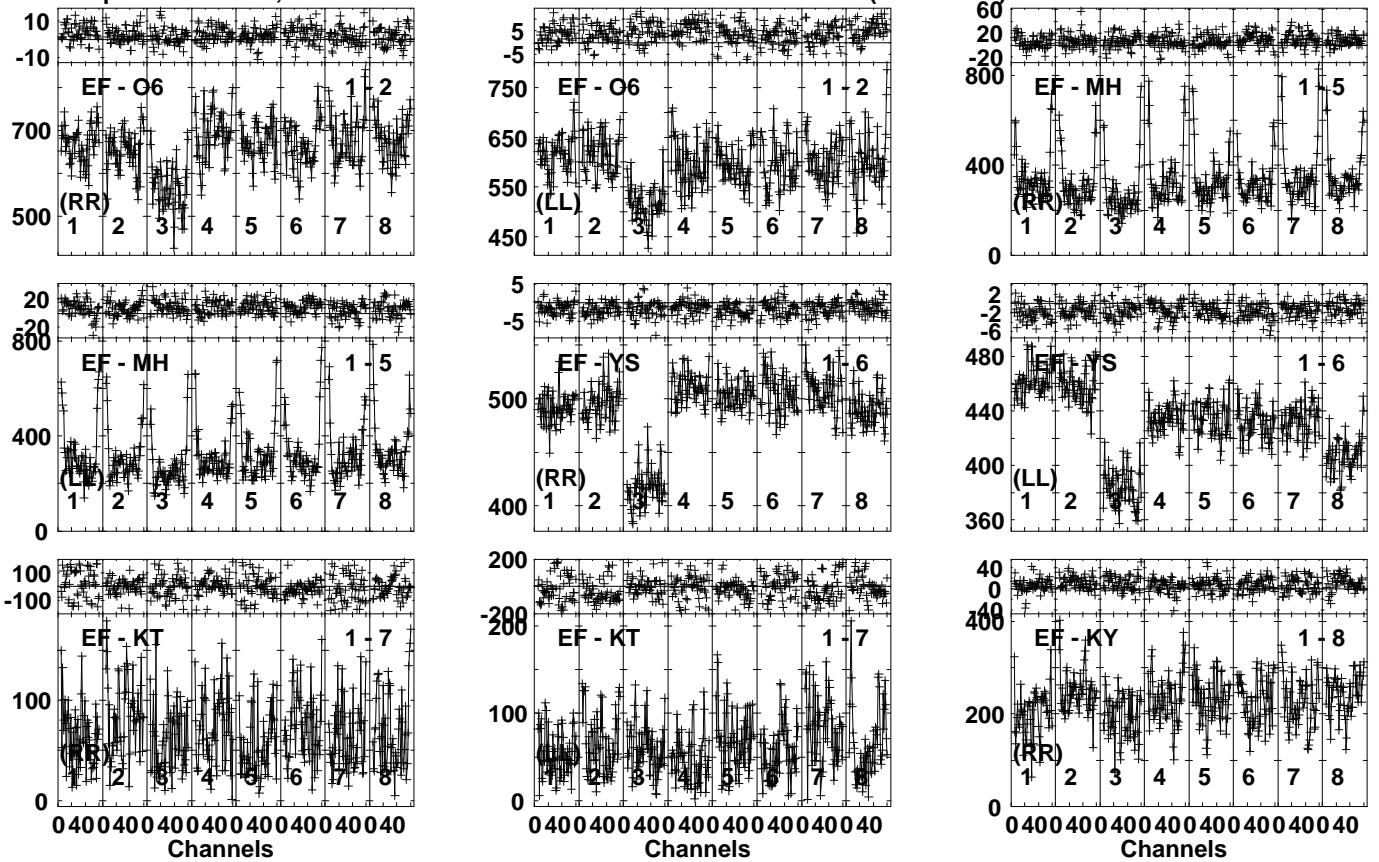 10
-10
EF - O6 1 - 2
700
500
(RR)
1 2 3 4 5 6 7 8
5
-5
750
EF - O6 1 - 2
650
550
450
(LL)
1 2 3 4 5 6 7 8
60
20
-20
800
EF - MH 1 - 5
400
0
(RR)
1 2 3 4 5 6 7 8
20
-20
800
EF - MH 1 - 5
400
0
(LL)
1 2 3 4 5 6 7 8
5
-5
EF - YS 1 - 6
500
400
(RR)
1 2 3 4 5 6 7 8
2
-2
-6
480
EF - YS 1 - 6
440
400
360
(LL)
1 2 3 4 5 6 7 8
100
-100
EF - KT 1 - 7
100
0
(RR)
1 2 3 4 5 6 7 8
0 40 0 40 0 40 0 40 0 40 0 40 0 40 0 40
Channels
200
-200
200
EF - KT 1 - 7
100
0
(LL)
1 2 3 4 5 6 7 8
0 40 0 40 0 40 0 40 0 40 0 40 0 40 0 40
Channels
40
0
40
400
EF - KY 1 - 8
200
0
(RR)
1 2 3 4 5 6 7 8
0 40 0 40 0 40 0 40 0 40 0 40 0 40 0 40
Channels